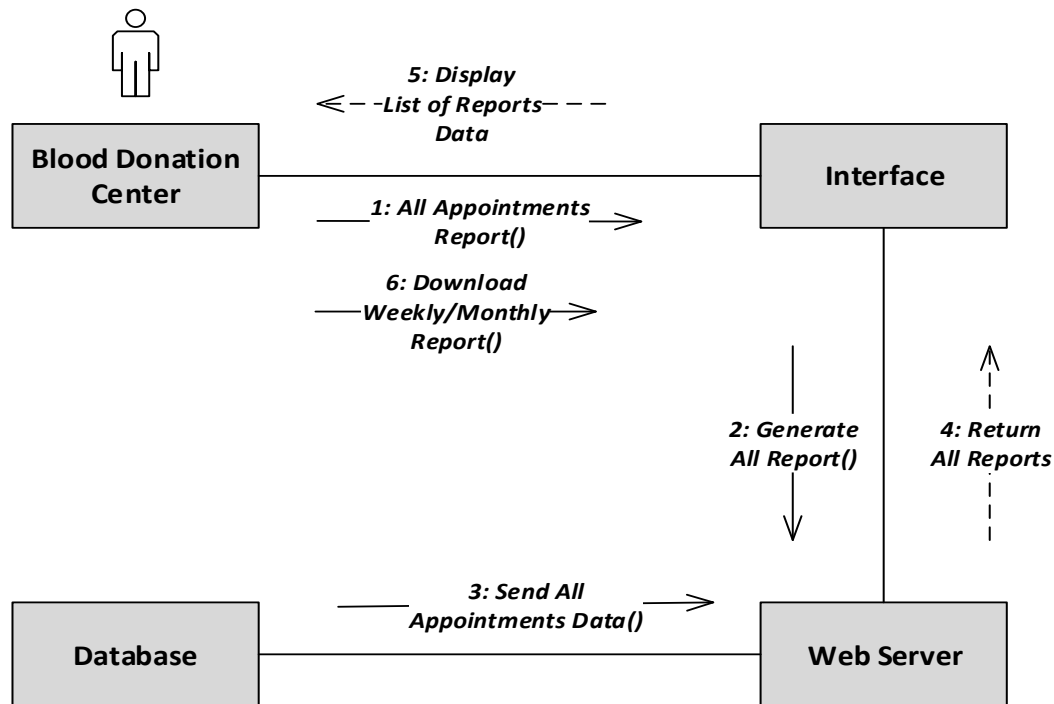 5: Display
List of Reports
Data
Blood Donation
Center
Interface
1: All Appointments
Report()
6: Download
Weekly/Monthly
Report()
2: Generate
All Report()
4: Return
All Reports
3: Send All
Appointments Data()
Database
Web Server